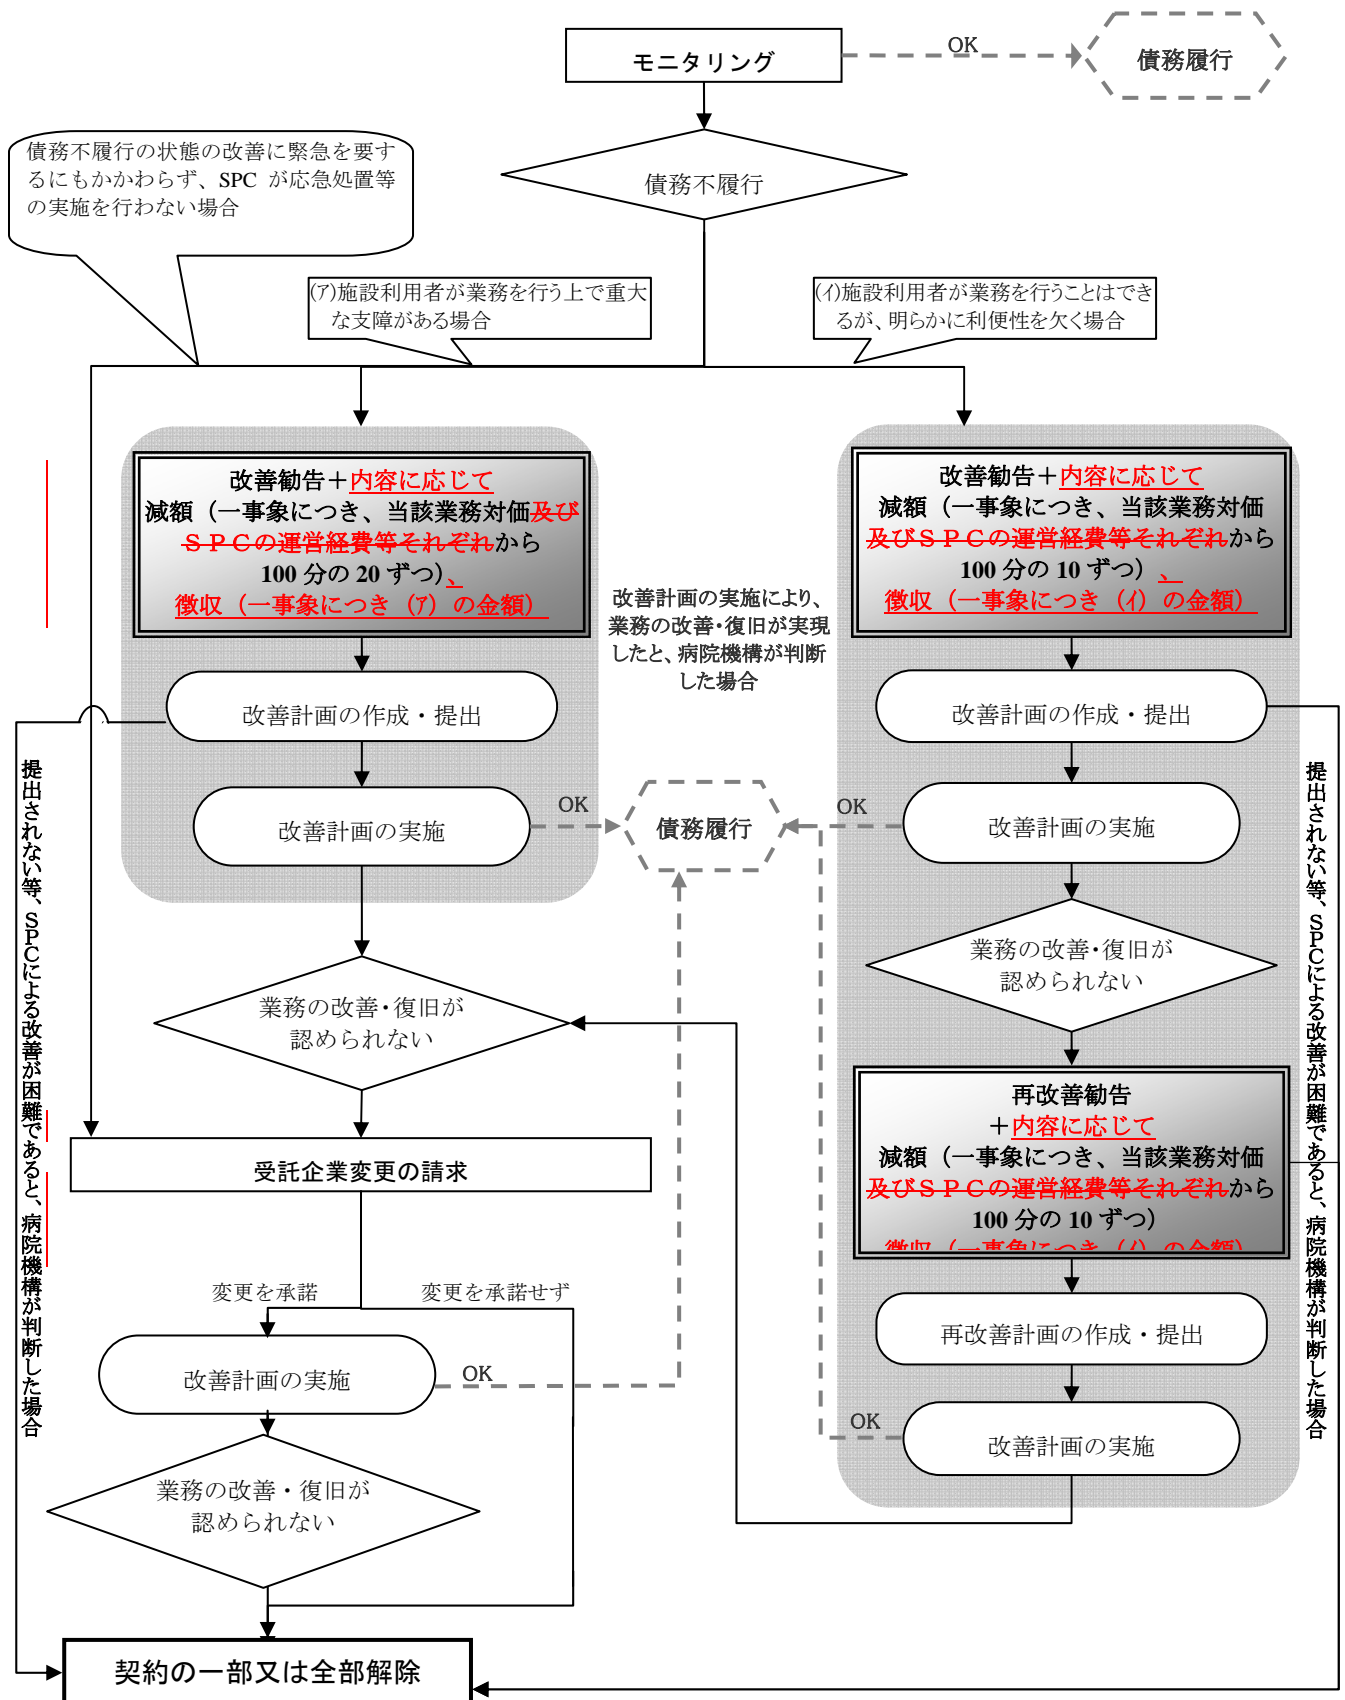 モニタリング
OK
債務履行
債務不履行の状態の改善に緊急を要す
るにもかかわらず、SPC が応急処置等
の実施を行わない場合
債務不履行
(ア)施設利用者が業務を行う上で重大
な支障がある場合
(イ)施設利用者が業務を行うことはでき
るが、明らかに利便性を欠く場合
改善勧告＋内容に応じて
減額（一事象につき、当該業務対価及び
ＳＰＣの運営経費等それぞれから
100 分の 20 ずつ）、
徴収（一事象につき（ア）の金額）
改善計画の作成・提出
改善計画の実施
OK
業務の改善・復旧が
認められない
改善計画の実施により、
業務の改善・復旧が実現
したと、病院機構が判断
した場合
債務履行
改善勧告＋内容に応じて
減額（一事象につき、当該業務対価
及びＳＰＣの運営経費等それぞれから
100 分の 10 ずつ）、
徴収（一事象につき（イ）の金額）
改善計画の作成・提出
OK
改善計画の実施
業務の改善・復旧が
認められない
再改善勧告
＋内容に応じて
減額（一事象につき、当該業務対価
及びＳＰＣの運営経費等それぞれから
100 分の 10 ずつ）
徴収（一事象につき（イ）の金額）
再改善計画の作成・提出
OK
改善計画の実施
受託企業変更の請求
変更を承諾
変更を承諾せず
改善計画の実施
OK
業務の改善・復旧が
認められない
契約の一部又は全部解除
提出されない等、ＳＰＣによる改善が困難であると、病院機構が判断した場合
提出されない等、ＳＰＣによる改善が困難であると、病院機構が判断した場合